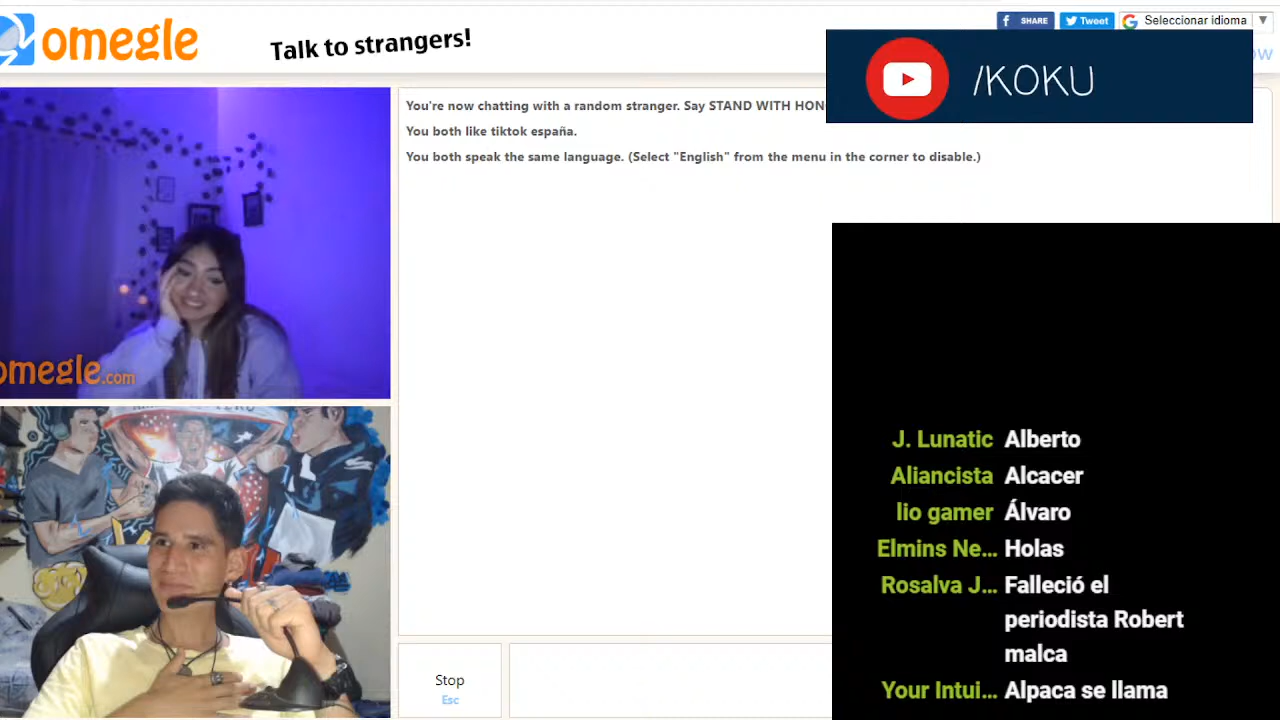 omegle
Talk to strangers!
SHARE
Tweet
Seleccionar idioma
/KOKU
You're now chatting with a random stranger. Say STAND WITH
You both like tiktok españa.
You both speak the same language. (Select "English" from the menu in the corner to disable.)
omegle.com
J. Lunatic Alberto
Aliancista Alcacer
lio gamer Álvaro
Elmins Ne... Holas
Rosalva J... Falleció el
periodista Robert
malca
Your Intui... Alpaca se llama
Stop
Esc